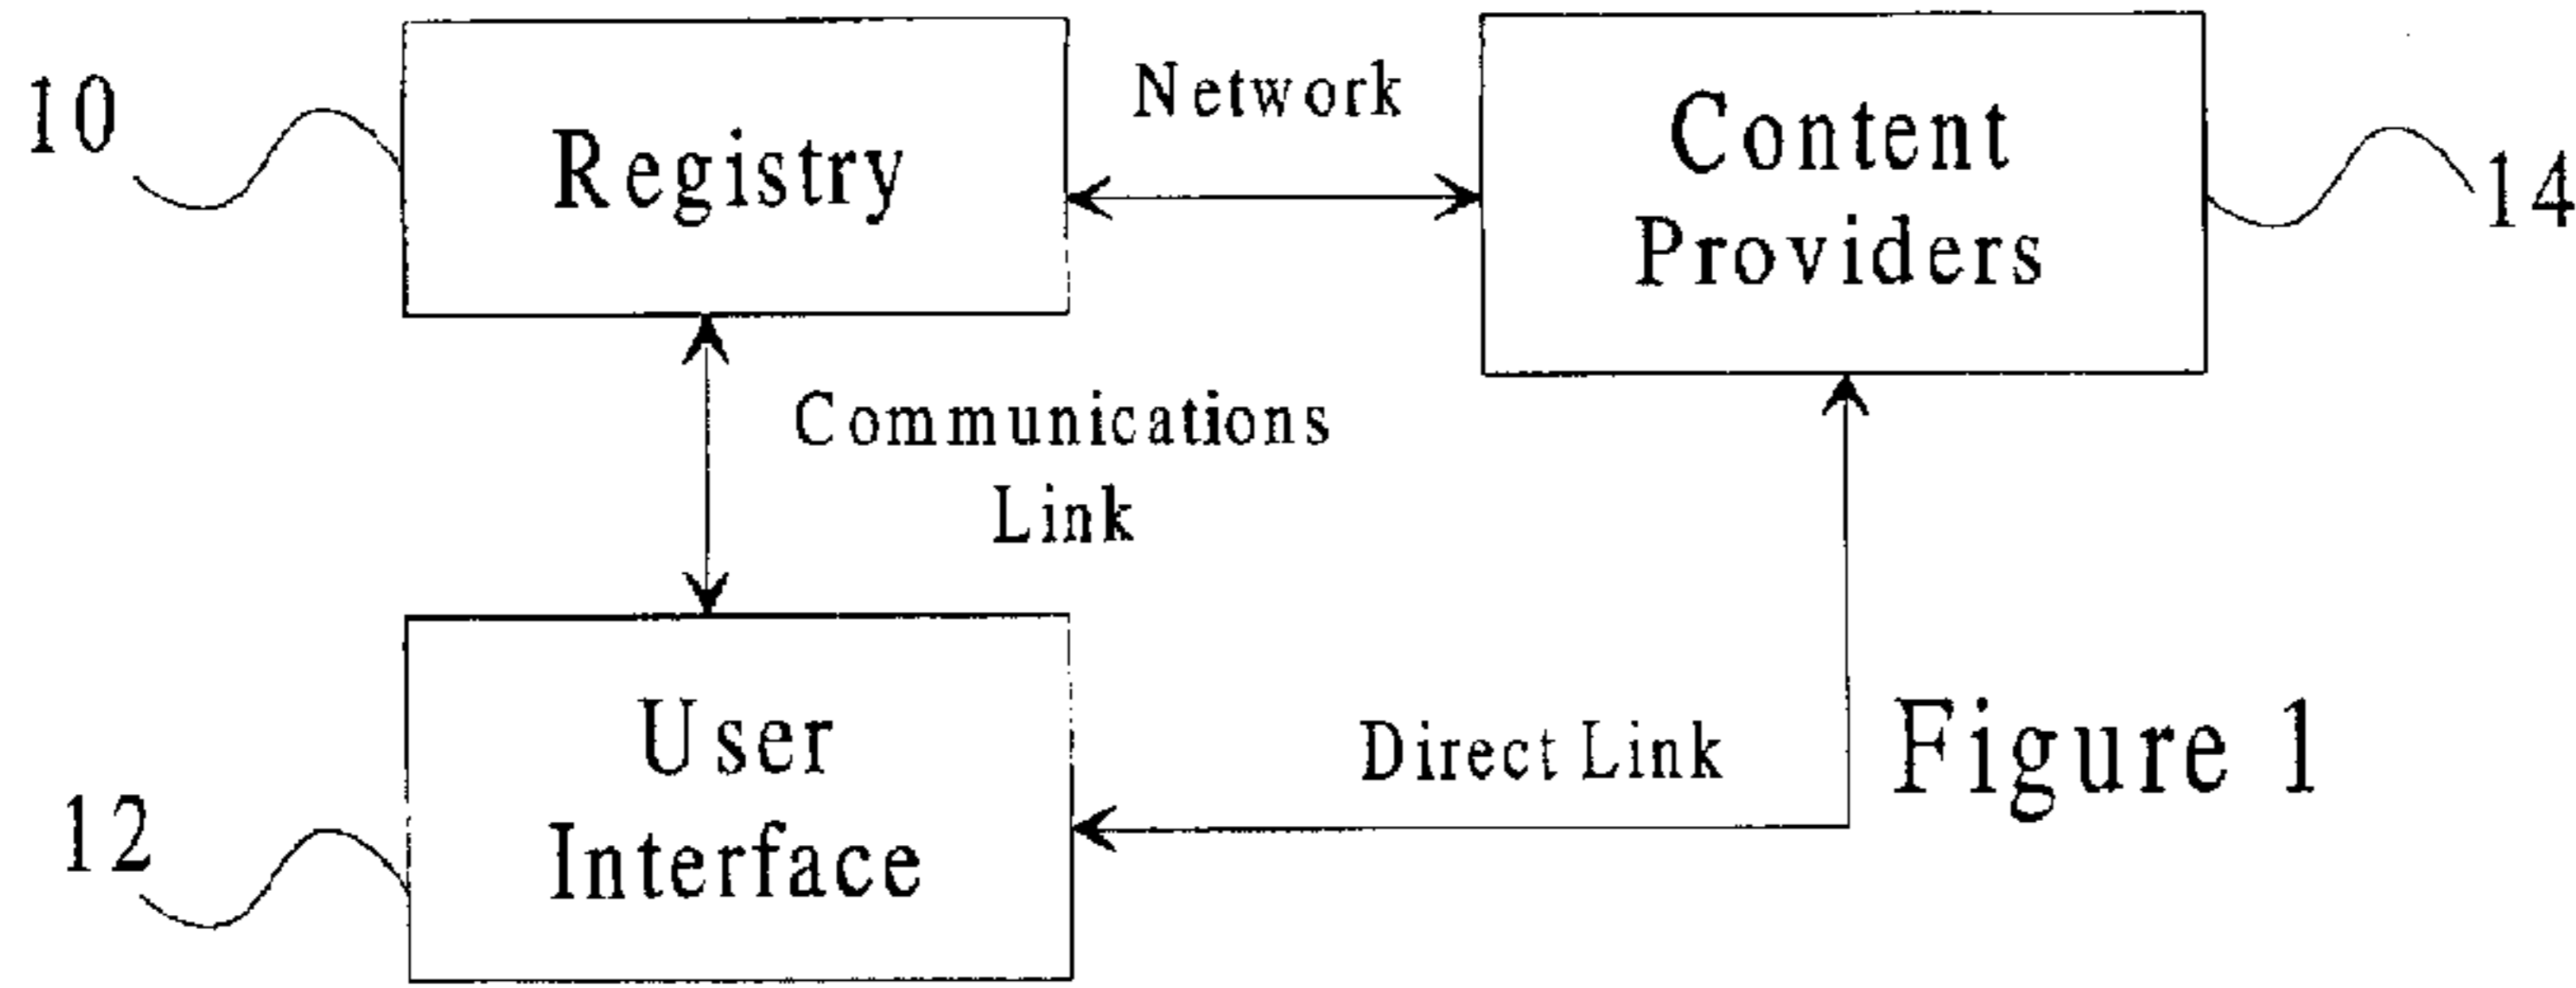 10
Registry
Network
Content
Providers
14
Communications
Link
User
Interface
12
Direct Link
Figure 1